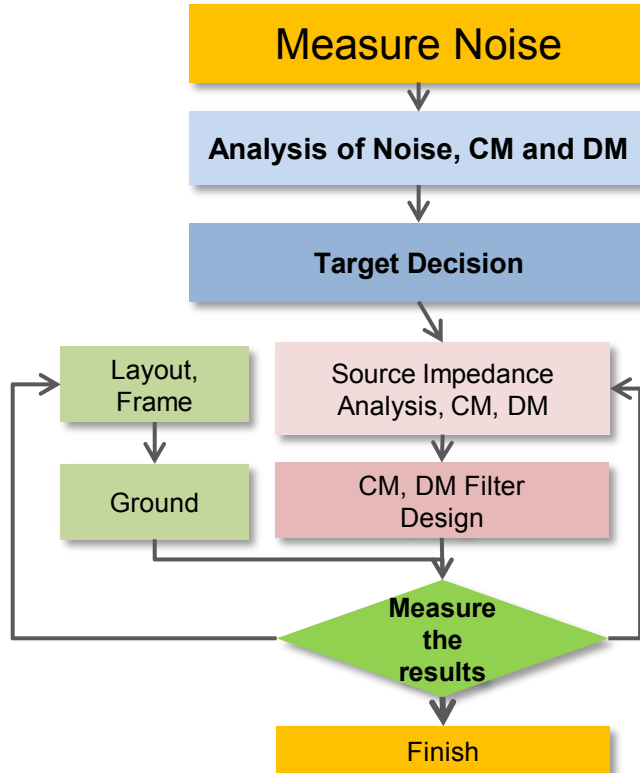 Measure Noise
Analysis of Noise, CM and DM
Target Decision
Layout,
Frame
Source Impedance
Analysis, CM, DM
Ground
CM, DM Filter
Design
Measure
the
results
Finish